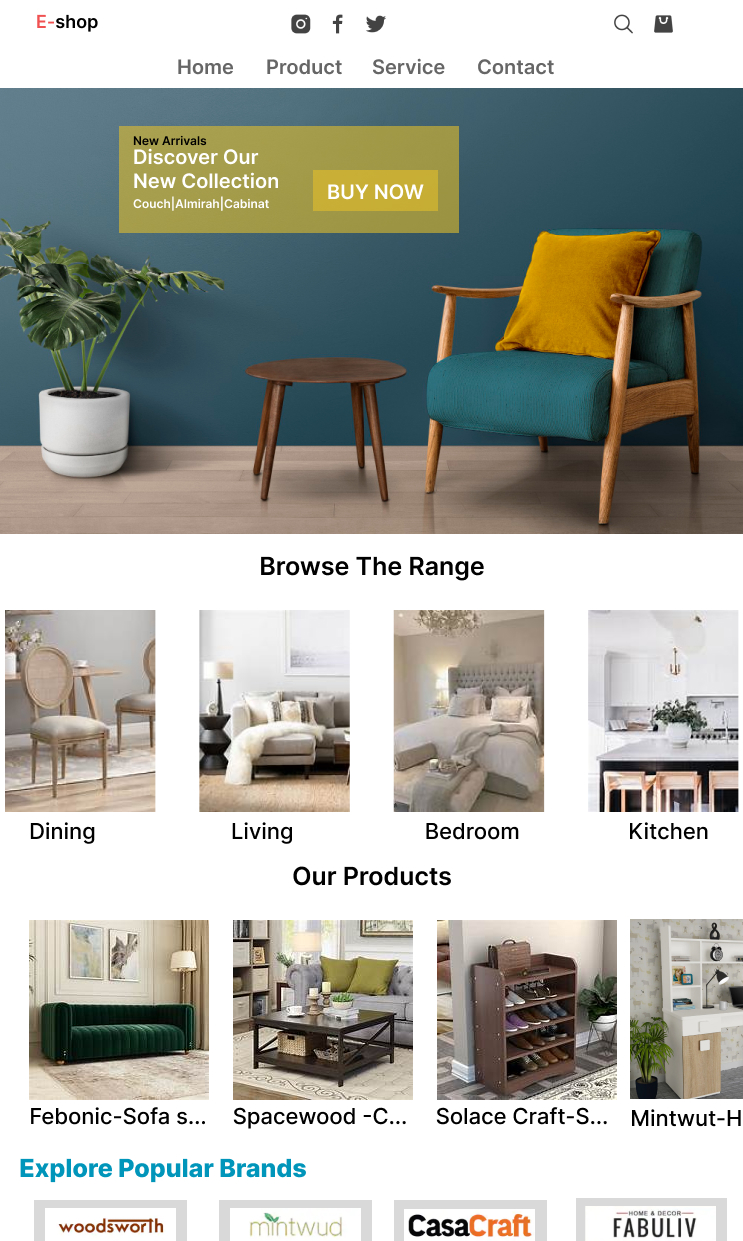 E-shop
Home Product Service Contact
New Arrivals
Discover Our
New Collection
Couch|Almirah|Cabinat
BUY NOW
Browse The Range
Dining Living Bedroom Kitchen
Our Products
Febonic-Sofa s... Spacewood -C... Solace Craft-S... Mintwut-H
Explore Popular Brands
woodsworth mintwud CasaCraft HOME & DECOR
FABULIV